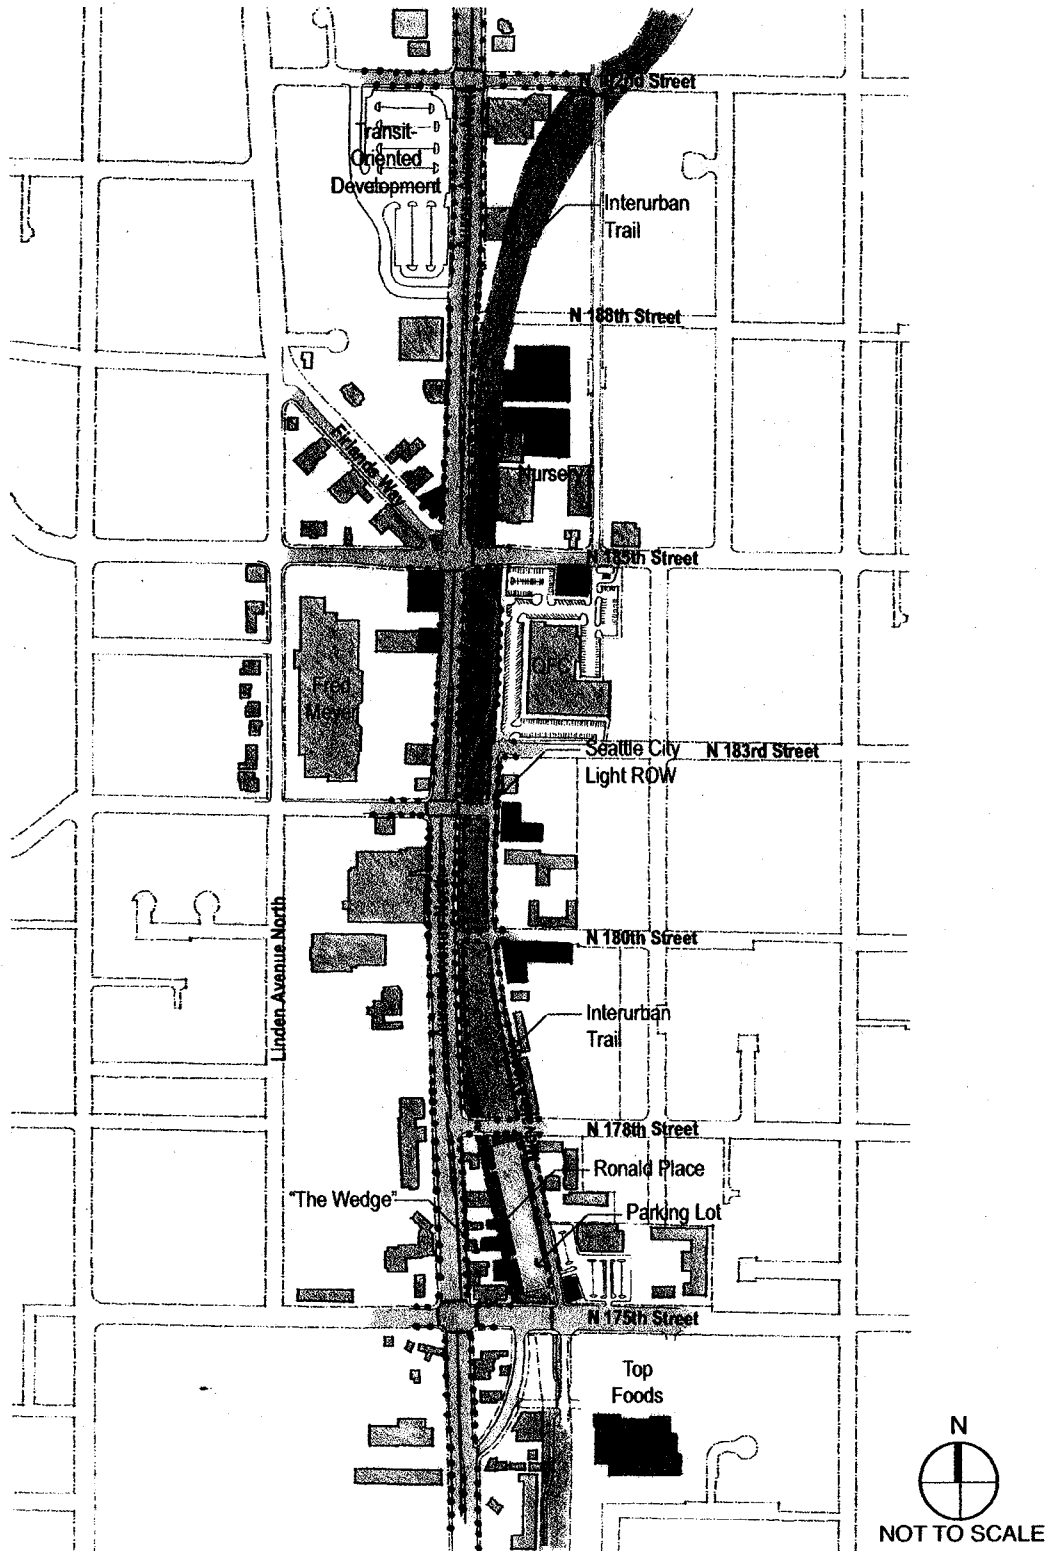 N 192nd Street
Transit-
Oriented
Development
Interurban
Trail
N 188th Street
Firlands Way
Nursery
N 185th Street
Fred
Meyer
QFC
Seattle City
Light ROW
N 183rd Street
Linden Avenue North
N 180th Street
Interurban
Trail
N 178th Street
Ronald Place
"The Wedge"
Parking Lot
N 175th Street
Top
Foods
N
NOT TO SCALE